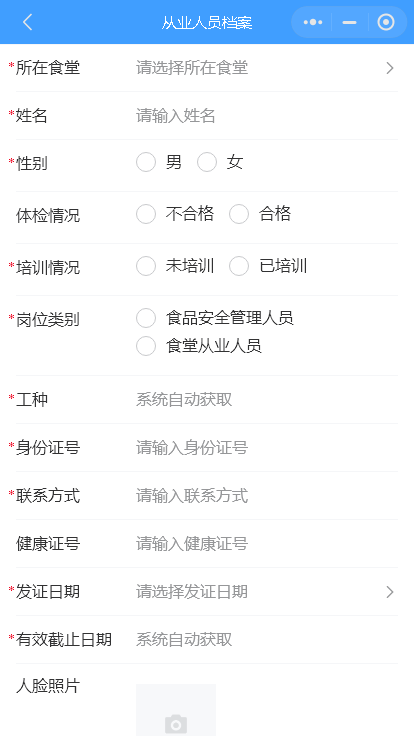 从业人员档案
*所在食堂 请选择所在食堂
*姓名 请输入姓名
*性别 男 女
体检情况 不合格 合格
*培训情况 未培训 已培训
*岗位类别 食品安全管理人员
食堂从业人员
*工种 系统自动获取
*身份证号 请输入身份证号
*联系方式 请输入联系方式
健康证号 请输入健康证号
*发证日期 请选择发证日期
*有效截止日期 系统自动获取
人脸照片